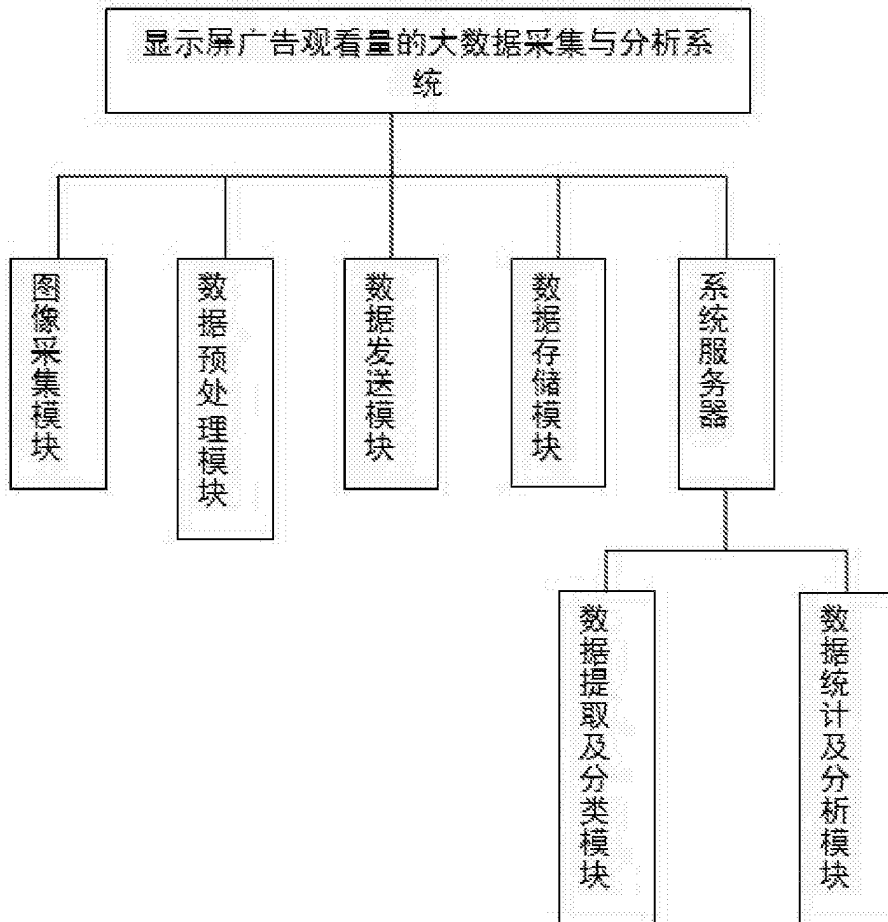 显示屏广告观看量的大数据采集与分析系
统
图像采集模块
数据预处理模块
数据发送模块
数据存储模块
系统服务器
数据提取及分类模块
数据统计及分析模块